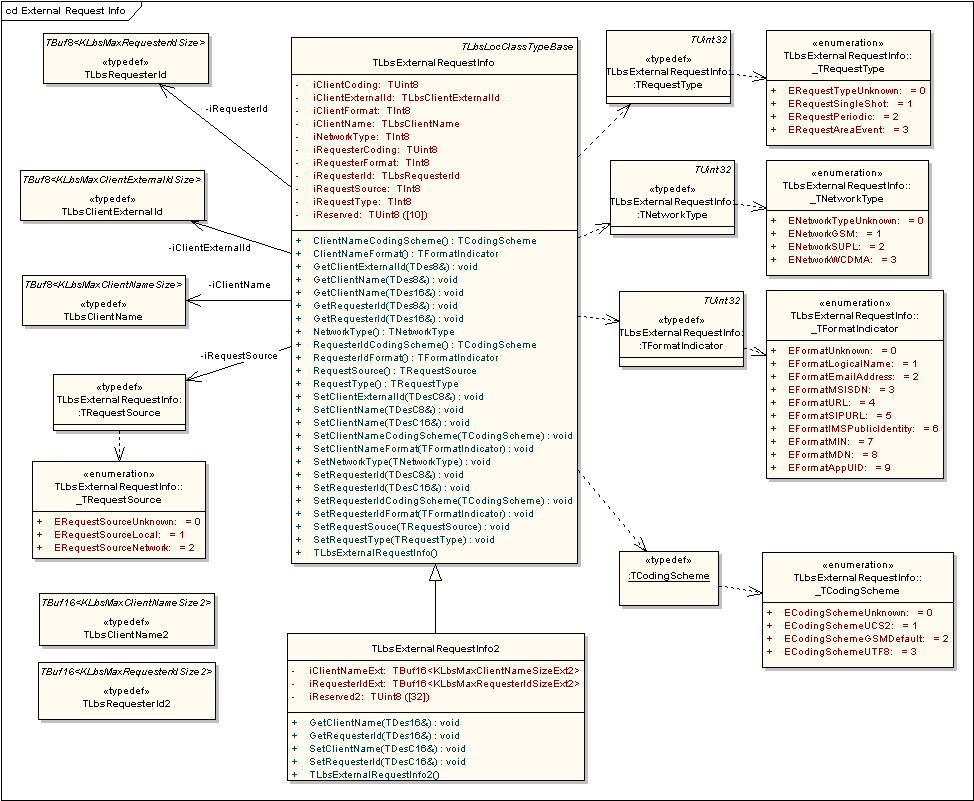 cd External Request Info
TBuf8<KLbsMaxRequesterIdSize>
«typedef»
TLbsRequesterId
-iRequesterId
TBuf8<KLbsMaxClientExternalIdSize>
«typedef»
TLbsClientExternalId
-iClientExternalId
TBuf8<KLbsMaxClientNameSize>
«typedef»
TLbsClientName
-iClientName
-iRequestSource
«typedef»
TLbsExternalRequestInfo:
:TRequestSource
«enumeration»
TLbsExternalRequestInfo::
_TRequestSource
+ ERequestSourceUnknown: = 0
+ ERequestSourceLocal: = 1
+ ERequestSourceNetwork: = 2
TBuf16<KLbsMaxClientNameSize2>
«typedef»
TLbsClientName2
TBuf16<KLbsMaxRequesterIdSize2>
«typedef»
TLbsRequesterId2
TLbsLocClassTypeBase
TLbsExternalRequestInfo
- iClientCoding: TUint8
- iClientExternalId: TLbsClientExternalId
- iClientFormat: TInt8
- iClientName: TLbsClientName
- iNetworkType: TInt8
- iRequesterCoding: TUint8
- iRequesterFormat: TInt8
- iRequesterId: TLbsRequesterId
- iRequestSource: TInt8
- iRequestType: TInt8
- iReserved: TUint8 ([10])
+ ClientNameCodingScheme() : TCodingScheme
+ ClientNameFormat() : TFormatIndicator
+ GetClientExternalId(TDes8&) : void
+ GetClientName(TDes8&) : void
+ GetClientName(TDes16&) : void
+ GetRequesterId(TDes8&) : void
+ GetRequesterId(TDes16&) : void
+ NetworkType() : TNetworkType
+ RequesterIdCodingScheme() : TCodingScheme
+ RequesterIdFormat() : TFormatIndicator
+ RequestSource() : TRequestSource
+ RequestType() : TRequestType
+ SetClientExternalId(TDesC8&) : void
+ SetClientName(TDesC8&) : void
+ SetClientName(TDesC16&) : void
+ SetClientNameCodingScheme(TCodingScheme) : void
+ SetClientNameFormat(TFormatIndicator) : void
+ SetNetworkType(TNetworkType) : void
+ SetRequesterId(TDesC8&) : void
+ SetRequesterId(TDesC16&) : void
+ SetRequesterIdCodingScheme(TCodingScheme) : void
+ SetRequesterIdFormat(TFormatIndicator) : void
+ SetRequestSouce(TRequestSource) : void
+ SetRequestType(TRequestType) : void
+ TLbsExternalRequestInfo()
TLbsExternalRequestInfo2
- iClientNameExt: TBuf16<KLbsMaxClientNameSizeExt2>
- iRequesterIdExt: TBuf16<KLbsMaxRequesterIdSizeExt2>
- iReserved2: TUint8 ([32])
+ GetClientName(TDes16&) : void
+ GetRequesterId(TDes16&) : void
+ SetClientName(TDesC16&) : void
+ SetRequesterId(TDesC16&) : void
+ TLbsExternalRequestInfo2()
TUint32
«typedef»
TLbsExternalRequestInfo:
:TRequestType
«enumeration»
TLbsExternalRequestInfo::
_TRequestType
+ ERequestTypeUnknown: = 0
+ ERequestSingleShot: = 1
+ ERequestPeriodic: = 2
+ ERequestAreaEvent: = 3
TUint32
«typedef»
TLbsExternalRequestInfo:
:TNetworkType
«enumeration»
TLbsExternalRequestInfo::
_TNetworkType
+ ENetworkTypeUnknown: = 0
+ ENetworkGSM: = 1
+ ENetworkSUPL: = 2
+ ENetworkWCDMA: = 3
TUint32
«typedef»
TLbsExternalRequestInfo:
:TFormatIndicator
«enumeration»
TLbsExternalRequestInfo::
_TFormatIndicator
+ EFormatUnknown: = 0
+ EFormatLogicalName: = 1
+ EFormatEmailAddress: = 2
+ EFormatMSISDN: = 3
+ EFormatURL: = 4
+ EFormatSIPURL: = 5
+ EFormatIMSPublicIdentity: = 6
+ EFormatMIN: = 7
+ EFormatMDN: = 8
+ EFormatAppUID: = 9
«typedef»
:TCodingScheme
«enumeration»
TLbsExternalRequestInfo::
_TCodingScheme
+ ECodingSchemeUnknown: = 0
+ ECodingSchemeUCS2: = 1
+ ECodingSchemeGSMDefault: = 2
+ ECodingSchemeUTF8: = 3